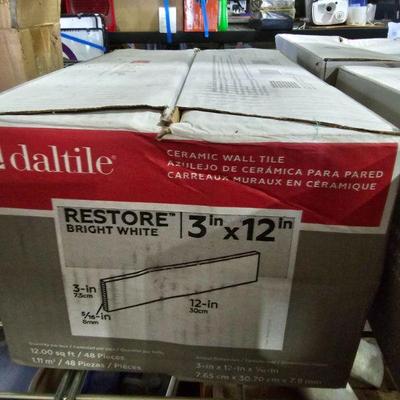 daltile®
CERAMIC WALL TILE
AZULEJO DE CERÁMICA PARA PARED
CARREAUX MURAUX EN CÉRAMIQUE
RESTORE™
BRIGHT WHITE
3in x 12in
3-in
7.5cm
5/16-in
8mm
12-in
30cm
12.00 sq ft / 48 Pieces
1.11 m² / 48 Piezas / Pièces
3-in x 12-in x 5/16-in
7.65 cm x 30.70 cm x 7.9 mm